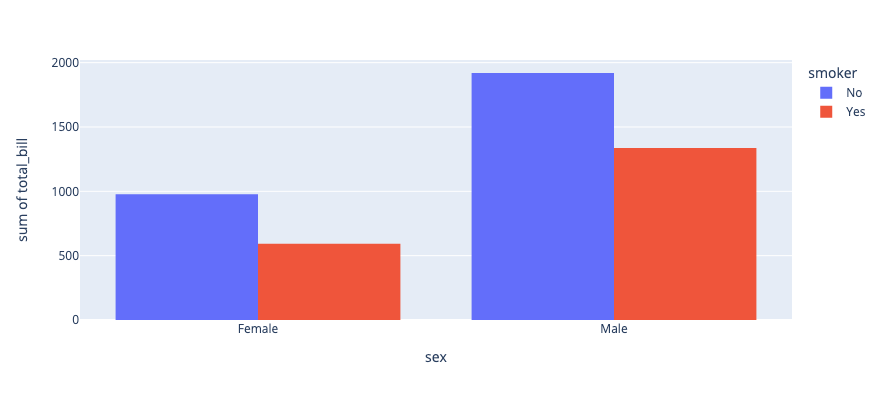 2000
1500
1000
500
0
sum of total_bill
Female
Male
sex
smoker
No
Yes